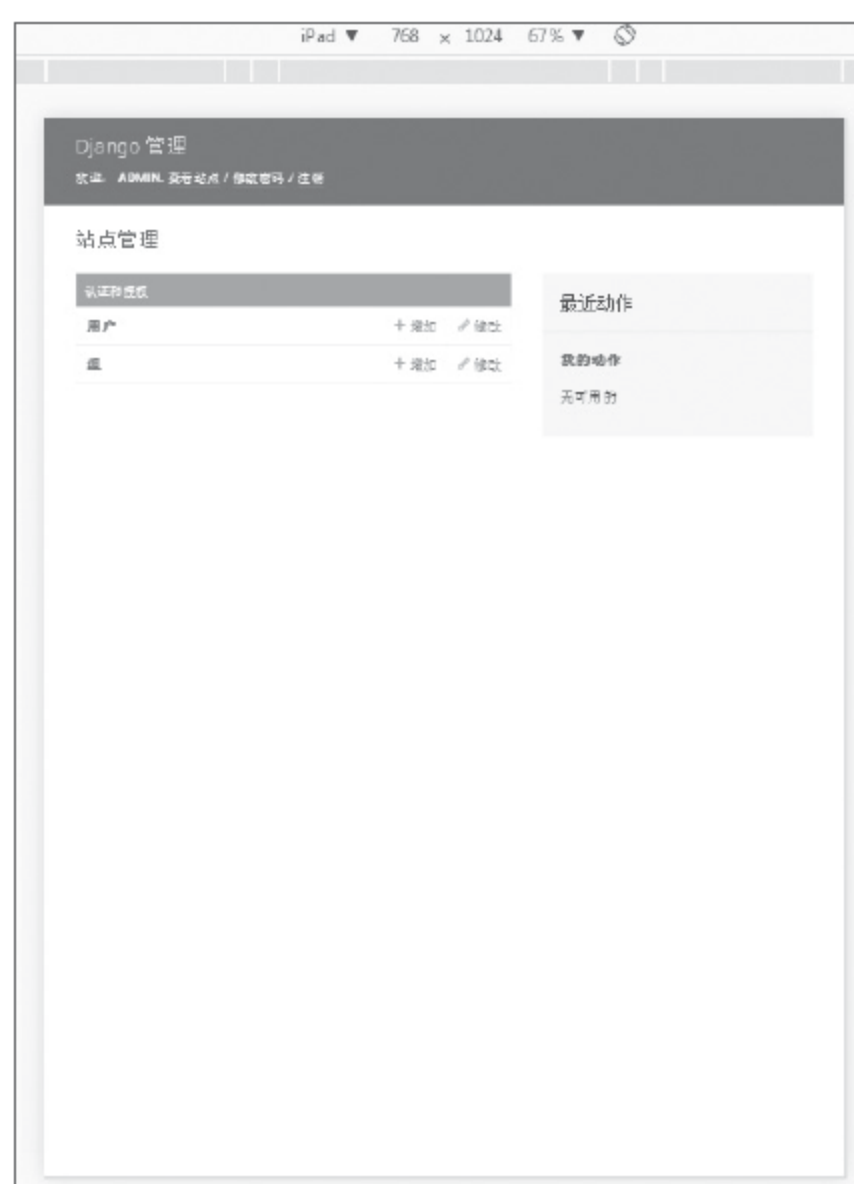 iPad ▼ 768 × 1024 67% ▼
Django 管理
欢迎，ADMIN. 查看站点 / 修改密码 / 注销
站点管理
认证和授权
用户 + 增加 修改
组 + 增加 修改
最近动作
我的动作
无可用的